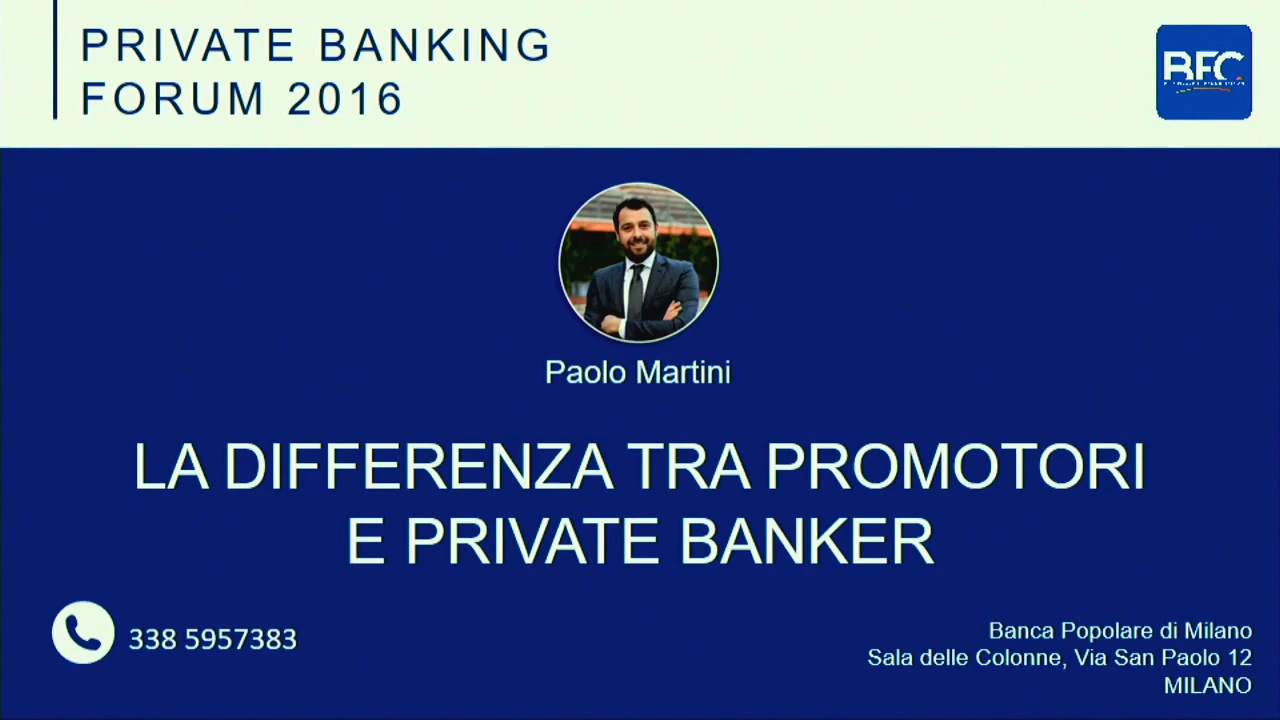 PRIVATE BANKING
FORUM 2016
BFC
Paolo Martini
LA DIFFERENZA TRA PROMOTORI
E PRIVATE BANKER
338 5957383
Banca Popolare di Milano
Sala delle Colonne, Via San Paolo 12
MILANO